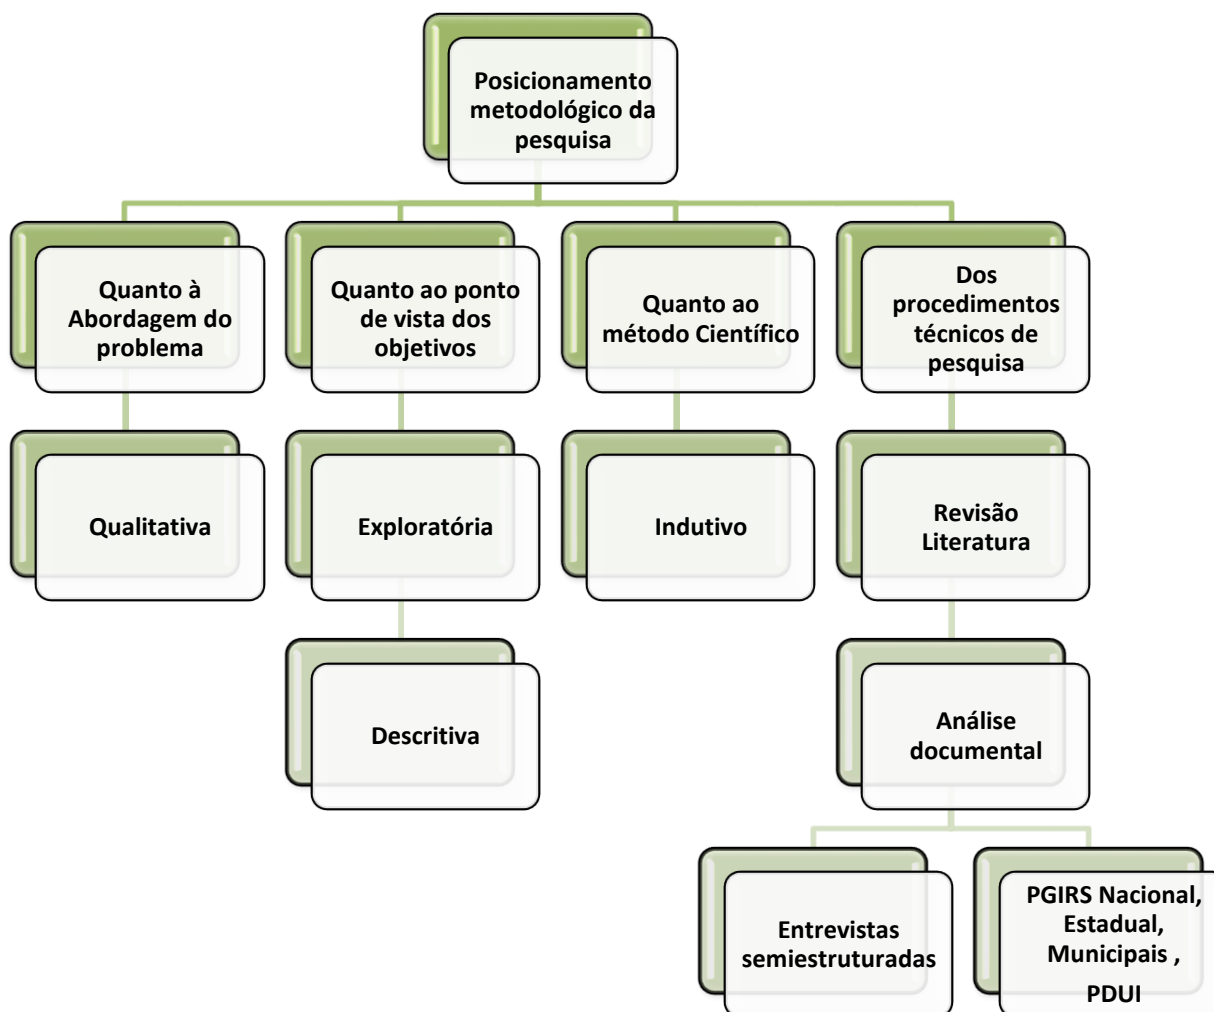 Posicionamento
metodológico da
pesquisa
Quanto à
Abordagem do
problema
Quanto ao ponto
de vista dos
objetivos
Quanto ao
método Científico
Dos
procedimentos
técnicos de
pesquisa
Qualitativa
Exploratória
Indutivo
Revisão
Literatura
Descritiva
Análise
documental
Entrevistas
semiestruturadas
PGIRS Nacional,
Estadual,
Municipais ,
PDUI